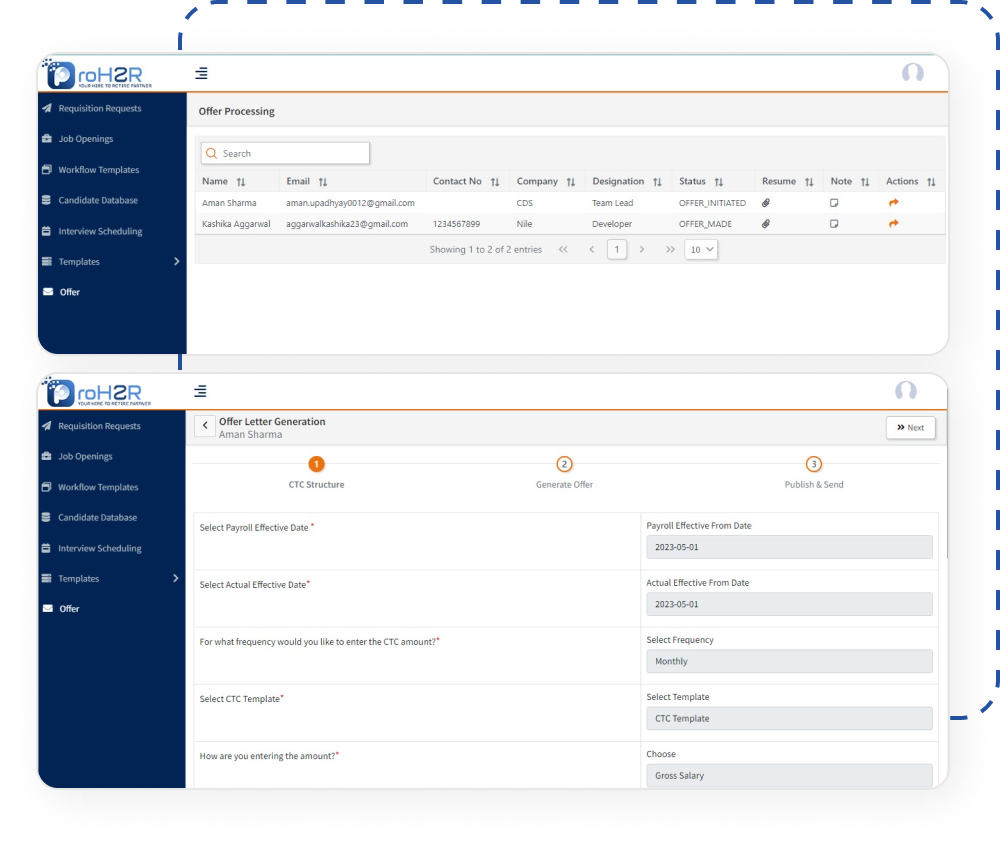 ProH2R
YOUR HIRE TO RETIRE PARTNER
Requisition Requests
Job Openings
Workflow Templates
Candidate Database
Interview Scheduling
Templates
Offer
Offer Processing
Search
Name Email Contact No Company Designation Status Resume Note Actions
Aman Sharma aman.upadhyay0012@gmail.com CDS Team Lead OFFER_INITIATED
Kashika Aggarwal aggarwalkashika23@gmail.com 1234567899 Nile Developer OFFER_MADE
Showing 1 to 2 of 2 entries << < 1 > >> 10
ProH2R
YOUR HIRE TO RETIRE PARTNER
Requisition Requests
Job Openings
Workflow Templates
Candidate Database
Interview Scheduling
Templates
Offer
Offer Letter Generation
Aman Sharma
Next
1 2 3
CTC Structure Generate Offer Publish & Send
Select Payroll Effective Date *
Payroll Effective From Date
2023-05-01
Select Actual Effective Date*
Actual Effective From Date
2023-05-01
For what frequency would you like to enter the CTC amount?*
Select Frequency
Monthly
Select CTC Template*
Select Template
CTC Template
How are you entering the amount?*
Choose
Gross Salary